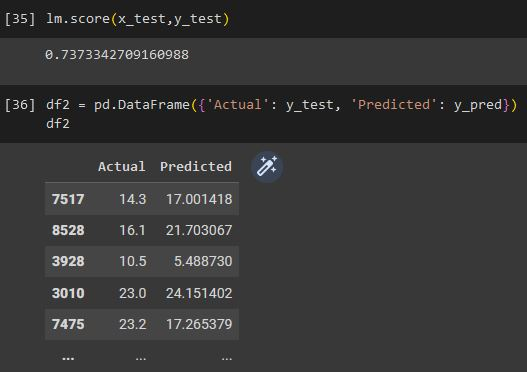 [35] lm.score(x_test,y_test)
0.7373342709160988
[36] df2 = pd.DataFrame({'Actual': y_test, 'Predicted': y_pred})
df2
Actual Predicted
7517 14.3 17.001418
8528 16.1 21.703067
3928 10.5 5.488730
3010 23.0 24.151402
7475 23.2 17.265379
... ... ...